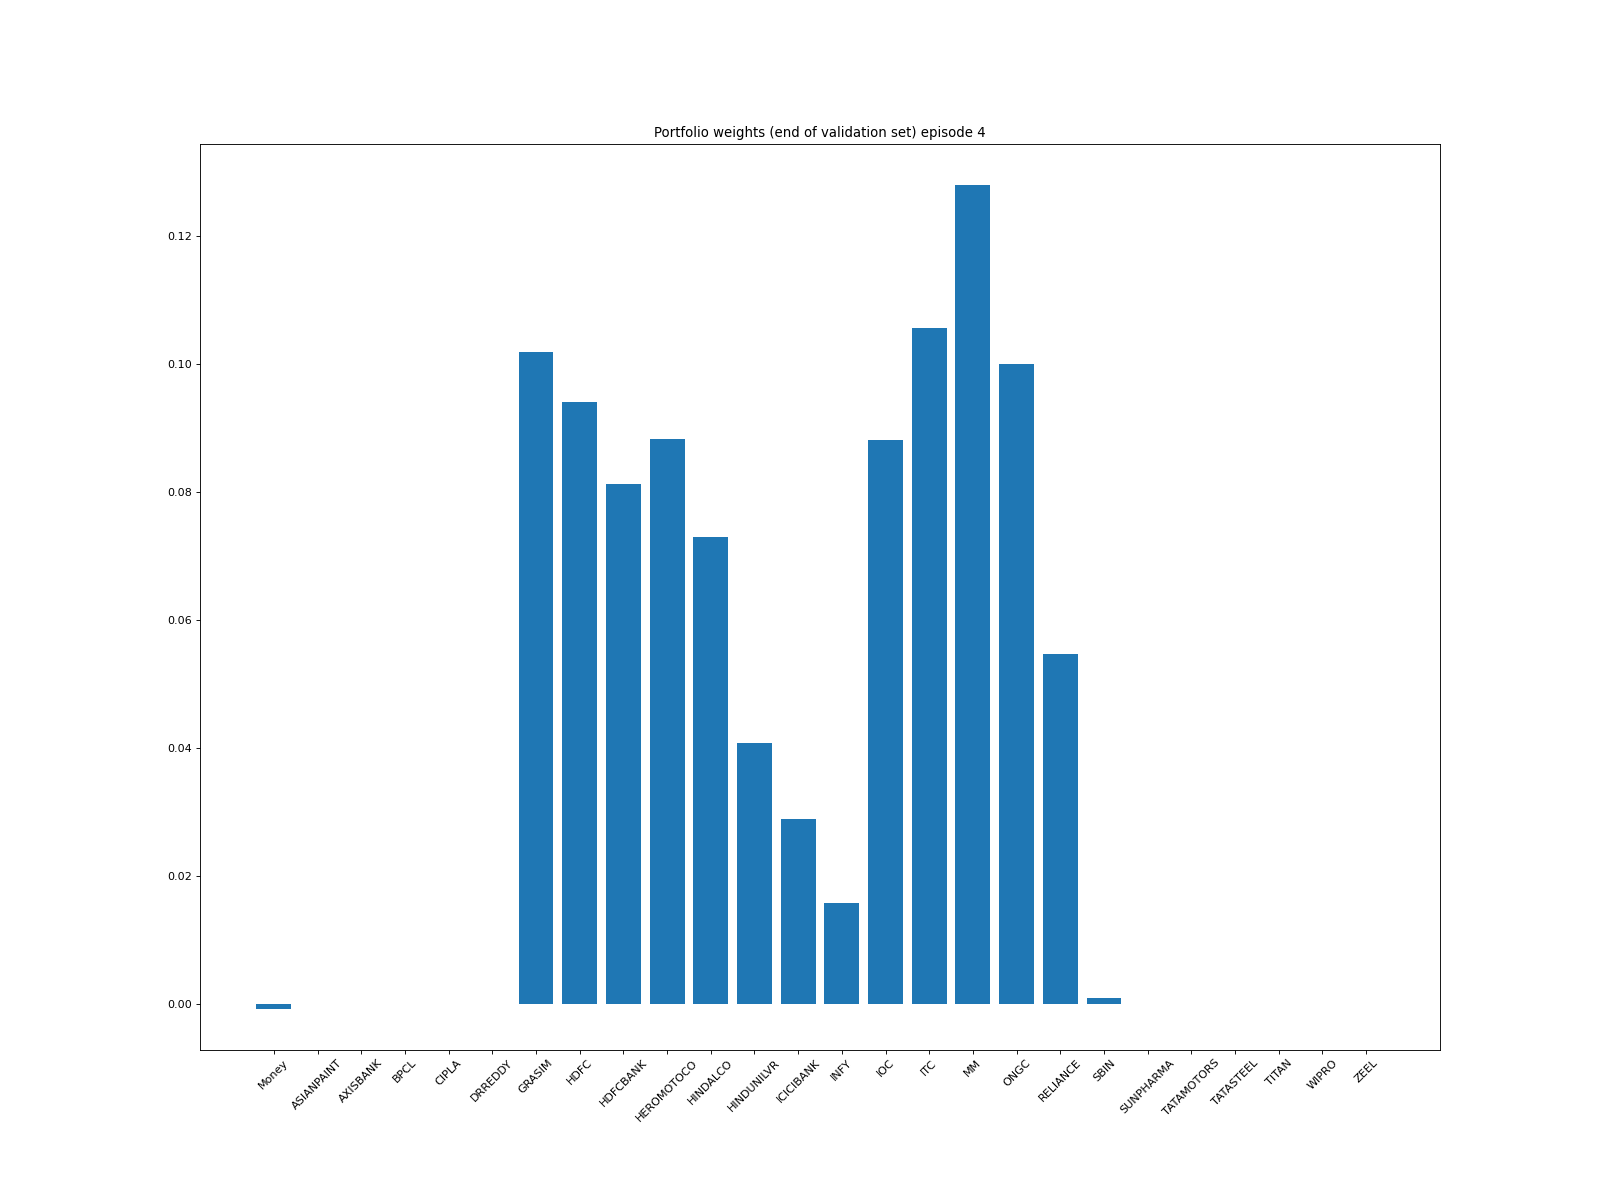 Portfolio weights (end of validation set) episode 4
0.12
0.10
0.08
0.06
0.04
0.02
0.00
Money
ASIANPAINT
AXISBANK
BPCL
CIPLA
DRREDDY
GRASIM
HDFC
HDFCBANK
HEROMOTOCO
HINDALCO
HINDUNILVR
ICICIBANK
INFY
IOC
ITC
MM
ONGC
RELIANCE
SBIN
SUNPHARMA
TATAMOTORS
TATASTEEL
TITAN
WIPRO
ZEEL